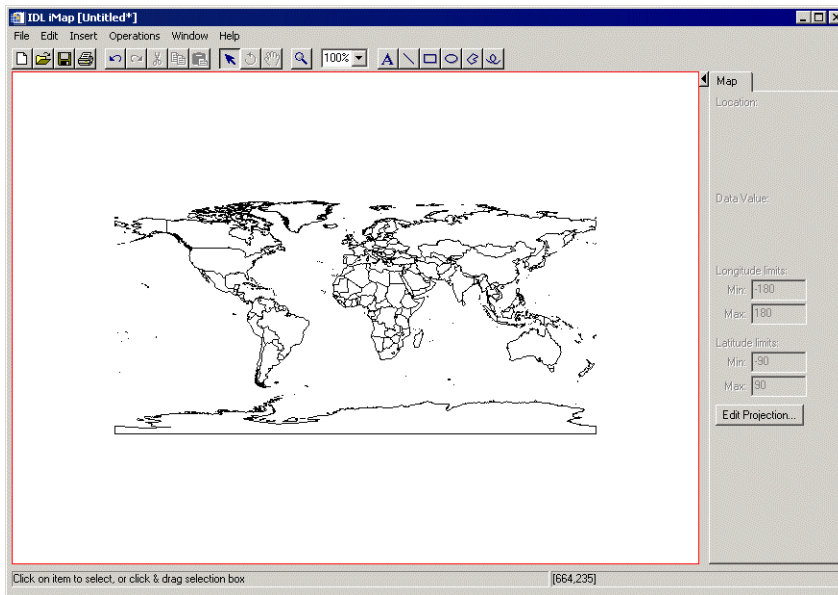 IDL iMap [Untitled*]
File Edit Insert Operations Window Help
100% A
Map
Location:
Data Value:
Longitude limits:
Min: -180
Max: 180
Latitude limits:
Min: -90
Max: 90
Edit Projection...
Click on item to select, or click & drag selection box [664,235]